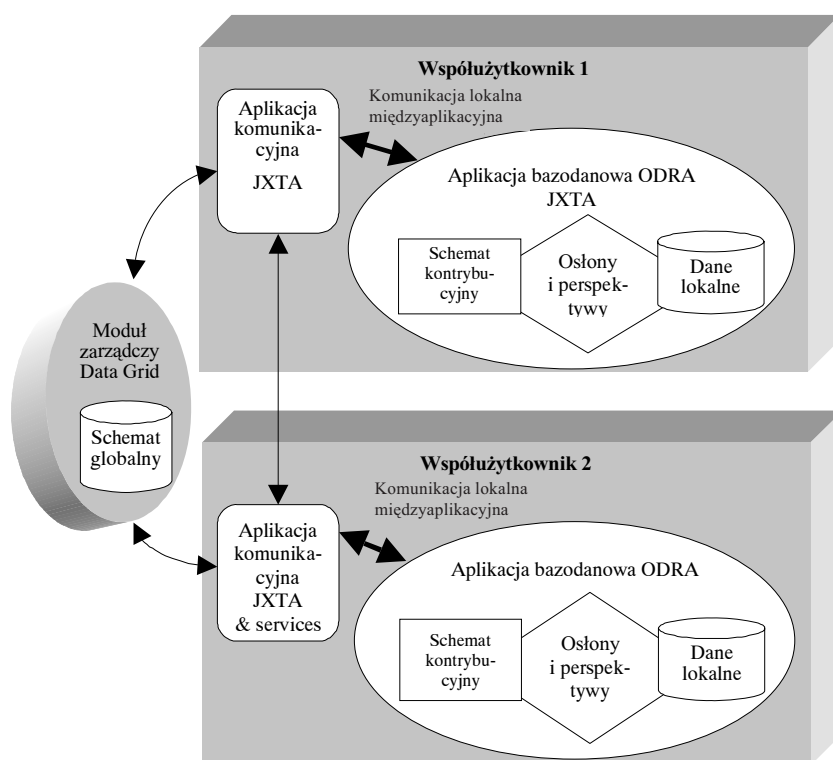 Współużytkownik 1
Komunikacja lokalna
międzyaplikacyjna
Aplikacja
komunika-
cyjna
JXTA
Aplikacja bazodanowa ODRA
JXTA
Schemat
kontrybu-
cyjny
Osłony
i perspek-
tywy
Dane
lokalne
Moduł
zarządczy
Data Grid
Schemat
globalny
Współużytkownik 2
Komunikacja lokalna
międzyaplikacyjna
Aplikacja
komunika-
cyjna
JXTA
& services
Aplikacja bazodanowa ODRA
Schemat
kontrybu-
cyjny
Osłony
i perspek-
tywy
Dane
lokalne